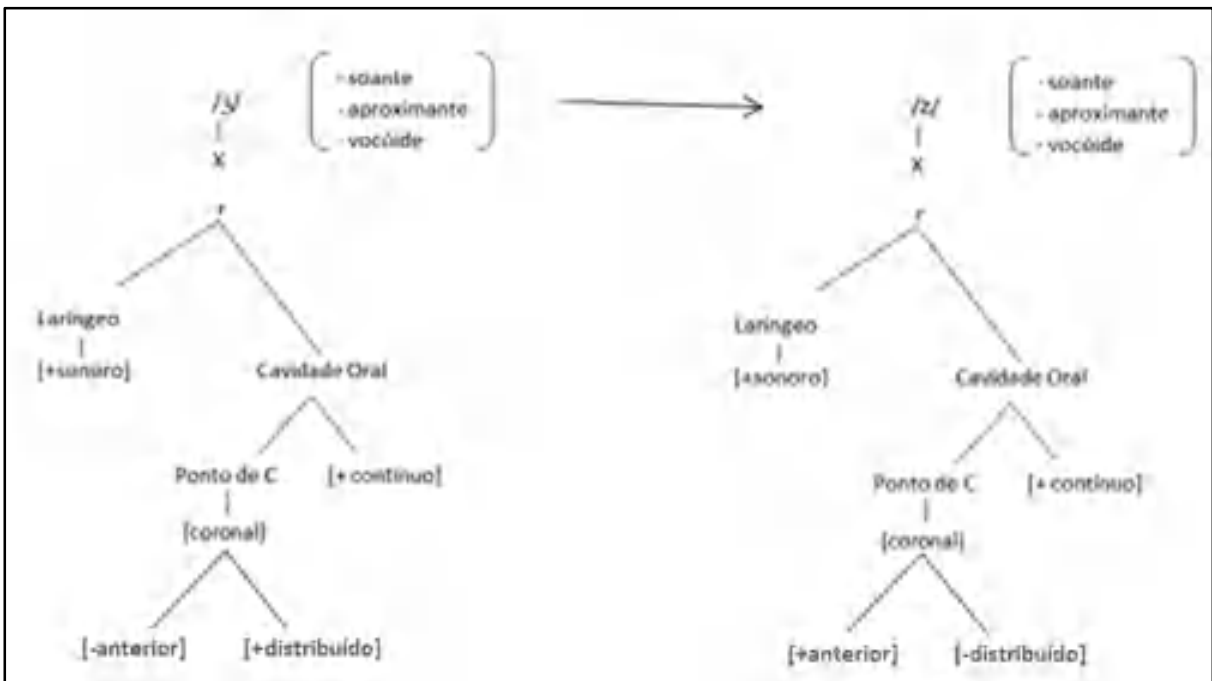 /ʒ/
- soante
- aproximante
- vocóide
X
r
Laríngeo
[+sonoro]
Cavidade Oral
Ponto de C
[+ contínuo]
[coronal]
[-anterior]
[+distribuído]
/z/
- soante
- aproximante
- vocóide
X
r
Laríngeo
[+sonoro]
Cavidade Oral
Ponto de C
[+ contínuo]
[coronal]
[+anterior]
[-distribuído]